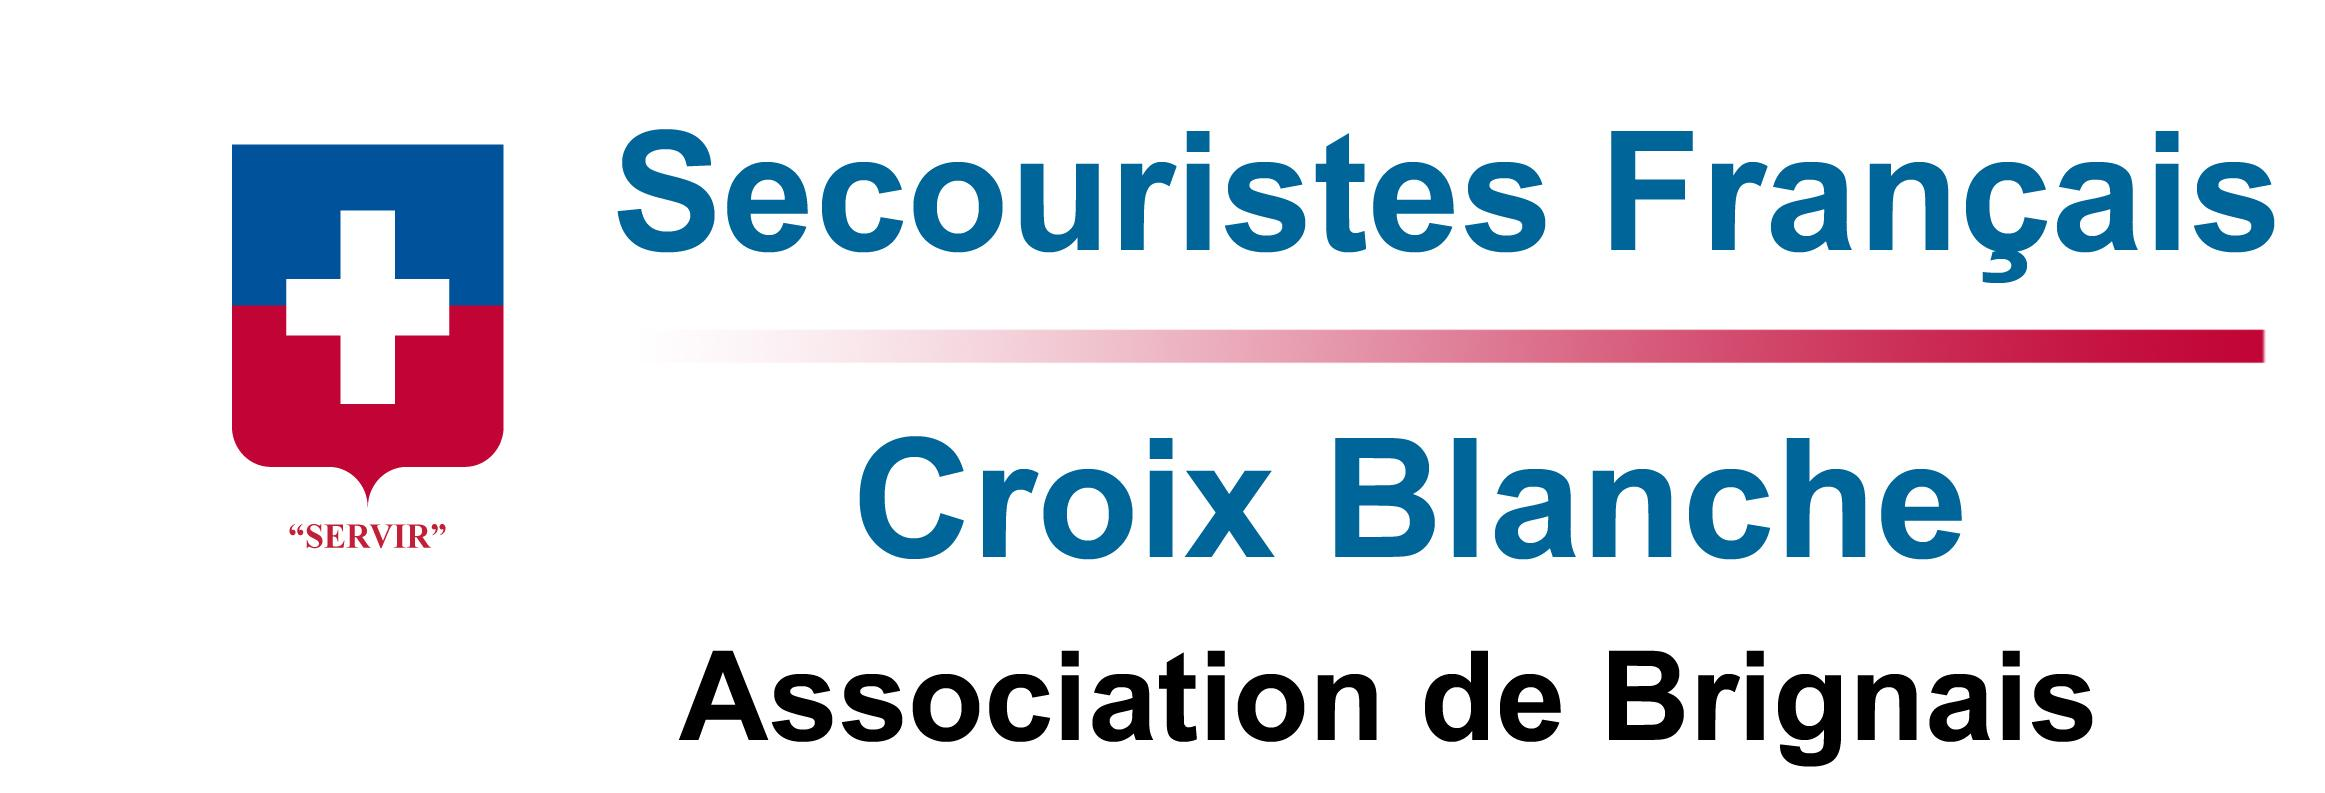 Secouristes Français
Croix Blanche
“SERVIR”
Association de Brignais